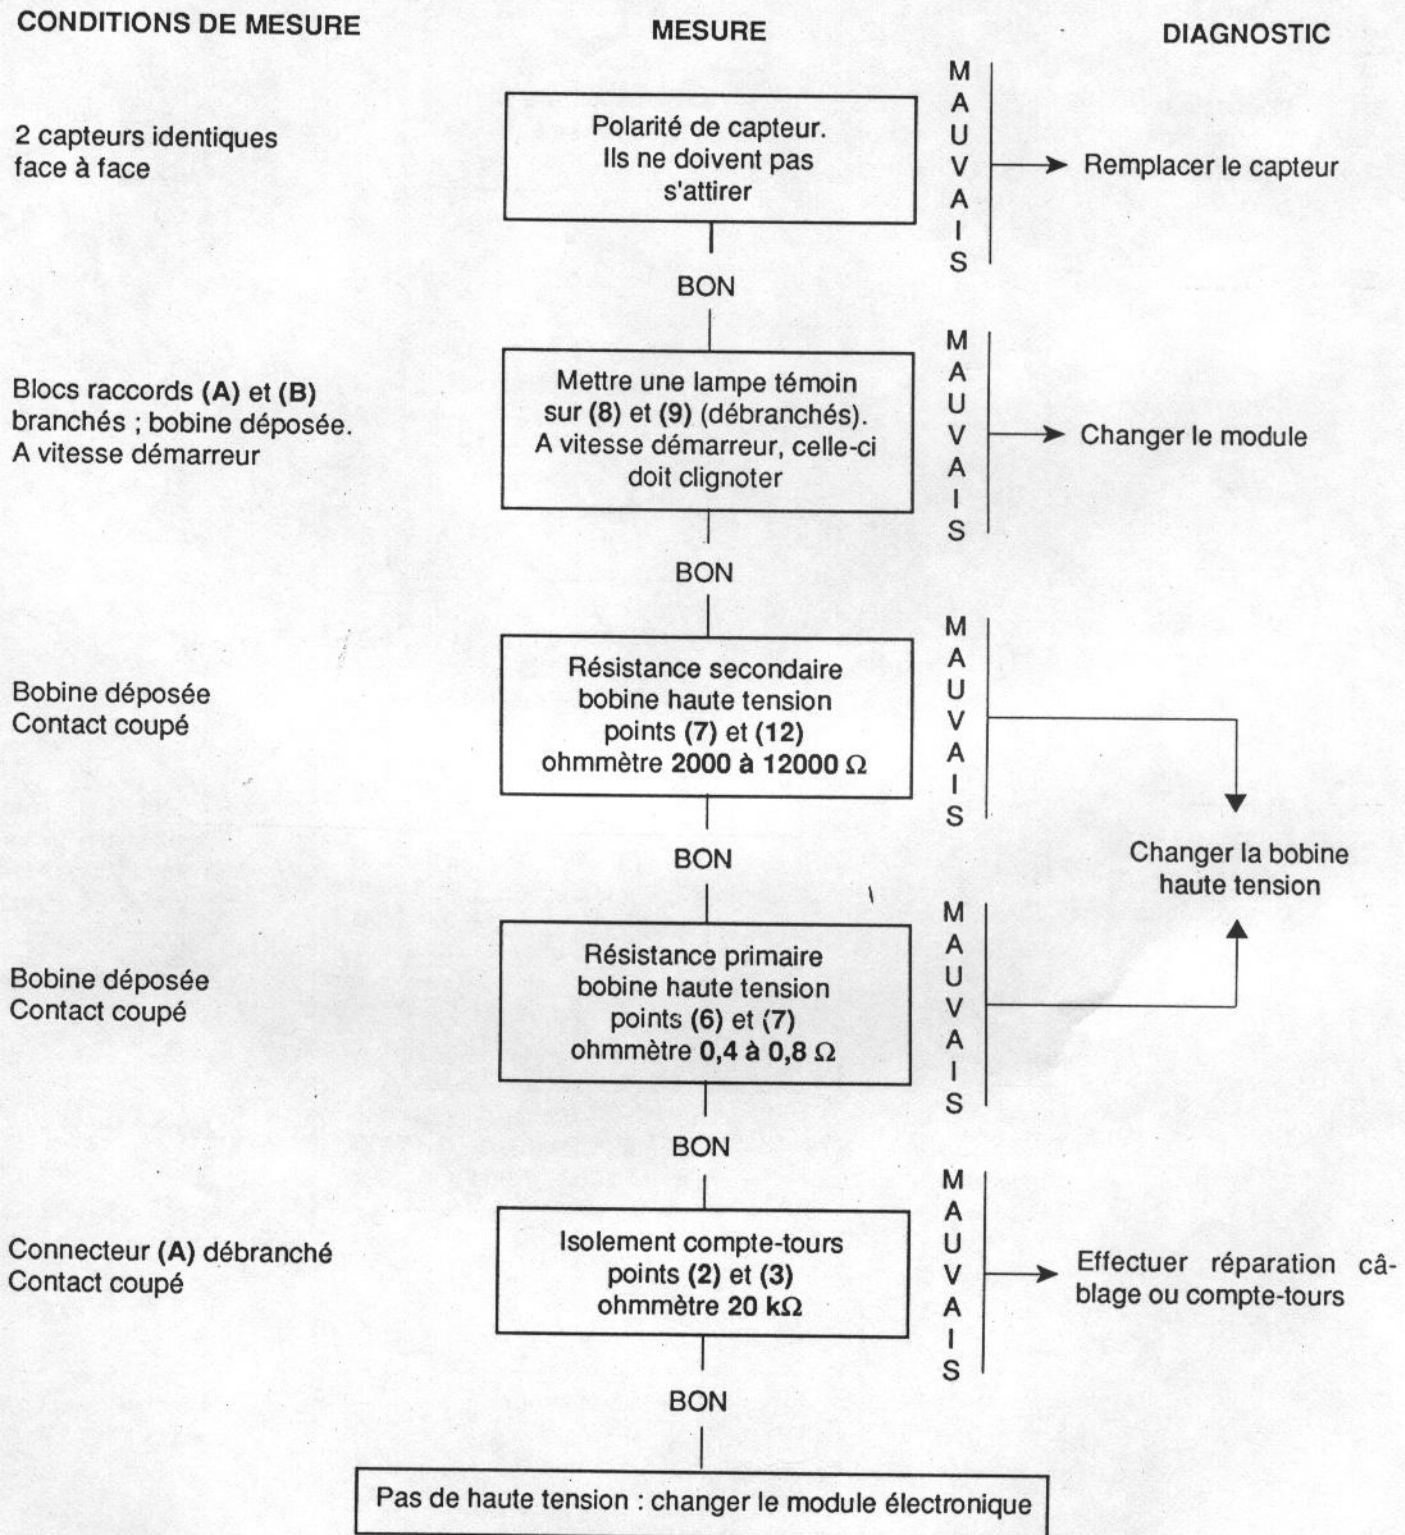 CONDITIONS DE MESURE
MESURE
DIAGNOSTIC
2 capteurs identiques
face à face
Polarité de capteur.
Ils ne doivent pas
s'attirer
MAUVAIS
Remplacer le capteur
BON
Blocs raccords (A) et (B)
branchés ; bobine déposée.
A vitesse démarreur
Mettre une lampe témoin
sur (8) et (9) (débranchés).
A vitesse démarreur, celle-ci
doit clignoter
MAUVAIS
Changer le module
BON
Bobine déposée
Contact coupé
Résistance secondaire
bobine haute tension
points (7) et (12)
ohmmètre 2000 à 12000 Ω
MAUVAIS
BON
Changer la bobine
haute tension
Bobine déposée
Contact coupé
Résistance primaire
bobine haute tension
points (6) et (7)
ohmmètre 0,4 à 0,8 Ω
MAUVAIS
BON
Connecteur (A) débranché
Contact coupé
Isolement compte-tours
points (2) et (3)
ohmmètre 20 kΩ
MAUVAIS
Effectuer réparation câ-
blage ou compte-tours
BON
Pas de haute tension : changer le module électronique